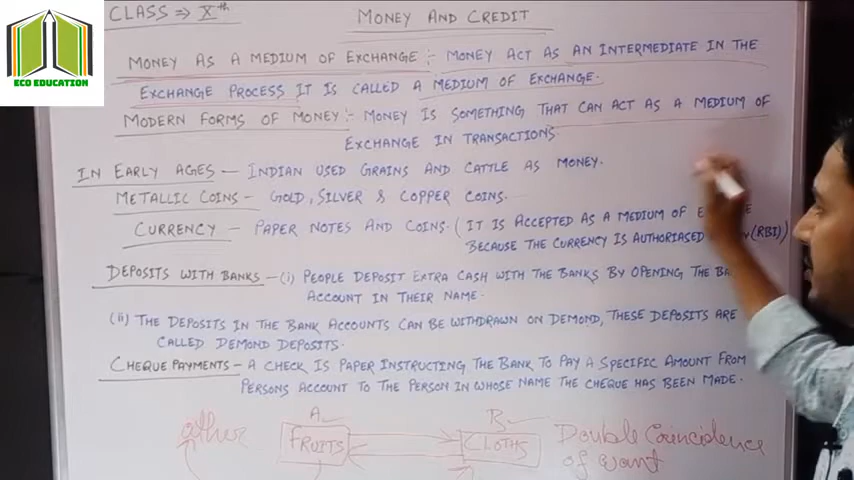 CLASS ⇒ Xth
MONEY AND CREDIT
ECO EDUCATION
MONEY AS A MEDIUM OF EXCHANGE :- MONEY ACT AS AN INTERMEDIATE IN THE
EXCHANGE PROCESS IT IS CALLED A MEDIUM OF EXCHANGE.
MODERN FORMS OF MONEY :- MONEY IS SOMETHING THAT CAN ACT AS A MEDIUM OF
EXCHANGE IN TRANSACTIONS
IN EARLY AGES - INDIAN USED GRAINS AND CATTLE AS MONEY.
METALLIC COINS - GOLD, SILVER & COPPER COINS.
CURRENCY - PAPER NOTES AND COINS. (IT IS ACCEPTED AS A MEDIUM OF
BECAUSE THE CURRENCY IS AUTHORIASED (RBI))
DEPOSITS WITH BANKS - (i) PEOPLE DEPOSIT EXTRA CASH WITH THE BANKS BY OPENING THE
ACCOUNT IN THEIR NAME.
(ii) THE DEPOSITS IN THE BANK ACCOUNTS CAN BE WITHDRAWN ON DEMOND, THESE DEPOSITS ARE
CALLED DEMOND DEPOSITS.
CHEQUE PAYMENTS - A CHECK IS PAPER INSTRUCTING THE BANK TO PAY A SPECIFIC AMOUNT FROM
PERSONS ACCOUNT TO THE PERSON IN WHOSE NAME THE CHEQUE HAS BEEN MADE.
A B
other FRUITS CLOTHS Double Coincidence
of want